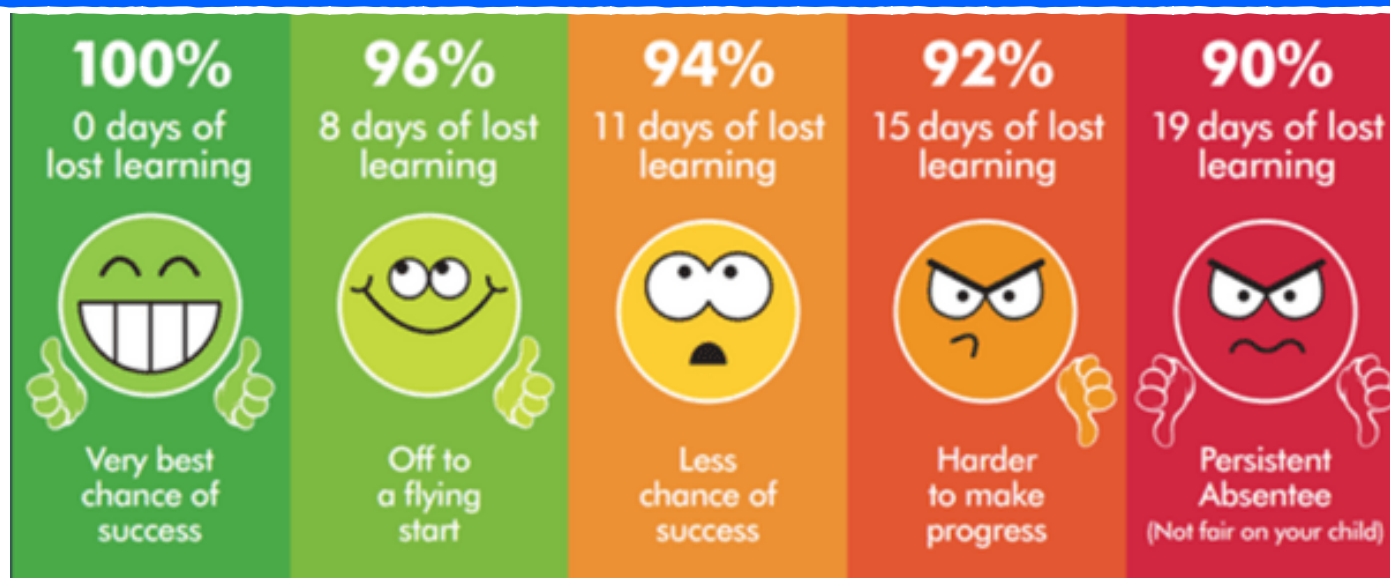 100%
0 days of
lost learning
Very best
chance of
success
96%
8 days of lost
learning
Off to
a flying
start
94%
11 days of lost
learning
Less
chance of
success
92%
15 days of lost
learning
Harder
to make
progress
90%
19 days of lost
learning
Persistent
Absentee
(Not fair on your child)